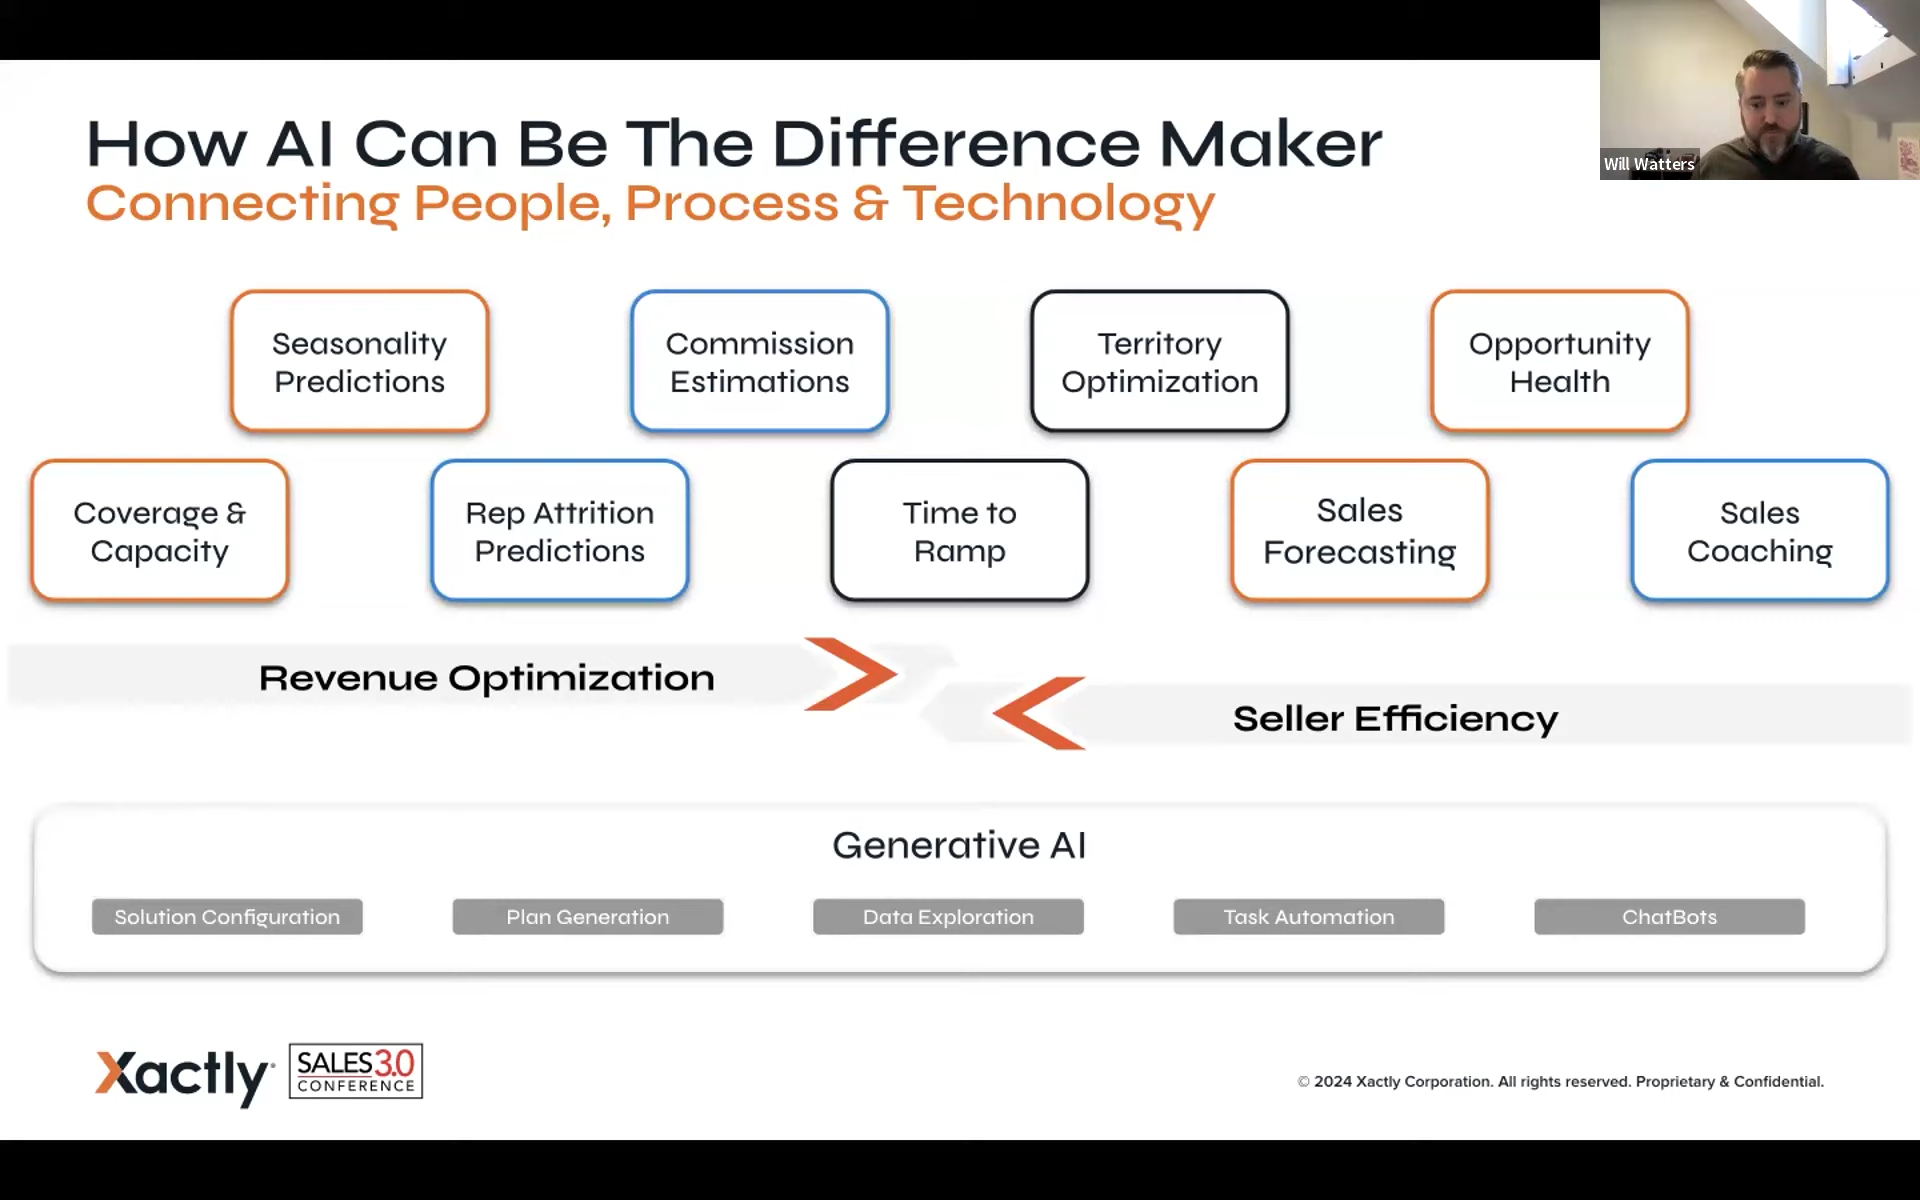 How AI Can Be The Difference Maker
Connecting People, Process & Technology
Will Watters
Seasonality
Predictions
Commission
Estimations
Territory
Optimization
Opportunity
Health
Coverage &
Capacity
Rep Attrition
Predictions
Time to
Ramp
Sales
Forecasting
Sales
Coaching
Revenue Optimization
Seller Efficiency
Generative AI
Solution Configuration
Plan Generation
Data Exploration
Task Automation
ChatBots
Xactly
SALES 3.0
CONFERENCE
© 2024 Xactly Corporation. All rights reserved. Proprietary & Confidential.